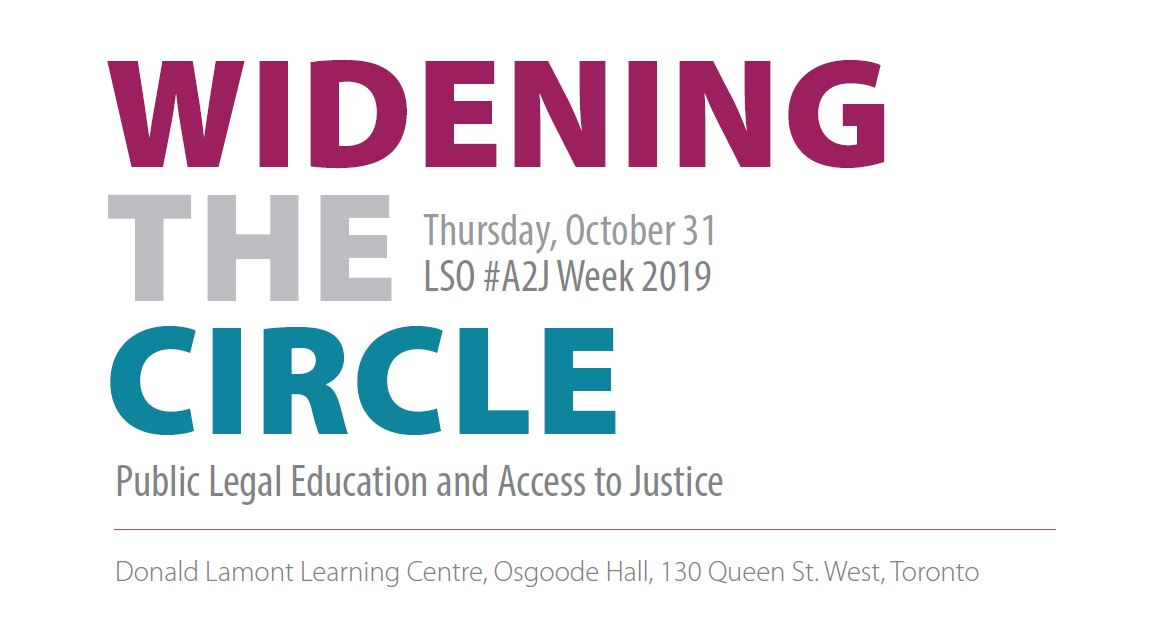 WIDENING
THE
Thursday, October 31
LSO #A2J Week 2019
CIRCLE
Public Legal Education and Access to Justice
Donald Lamont Learning Centre, Osgoode Hall, 130 Queen St. West, Toronto